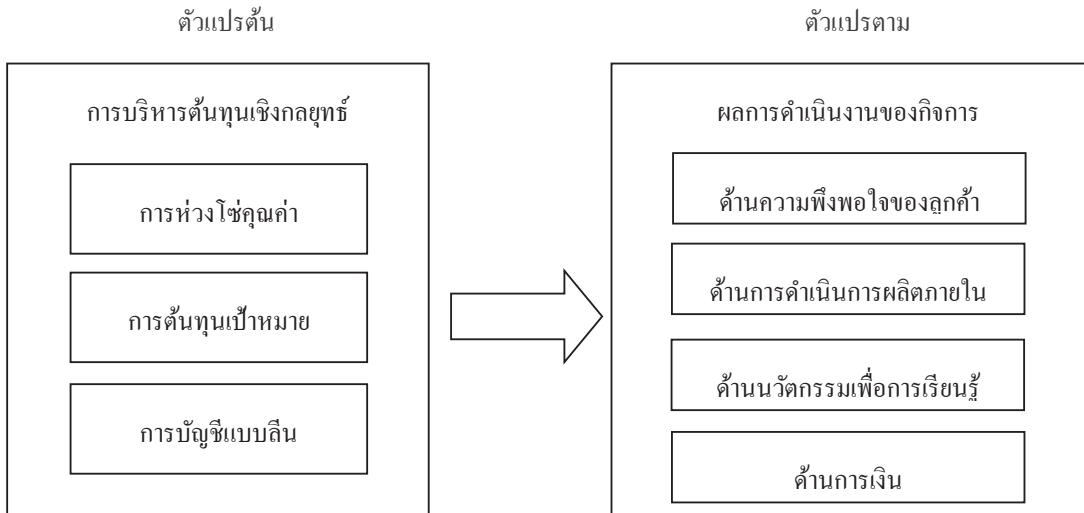 ตัวแปรต้น
การบริหารต้นทุนเชิงกลยุทธ์
การห่วงโซ่คุณค่า
การต้นทุนเป้าหมาย
การบัญชีแบบลีน
ตัวแปรตาม
ผลการดำเนินงานของกิจการ
ด้านความพึงพอใจของลูกค้า
ด้านการดำเนินการผลิตภายใน
ด้านนวัตกรรมเพื่อการเรียนรู้
ด้านการเงิน